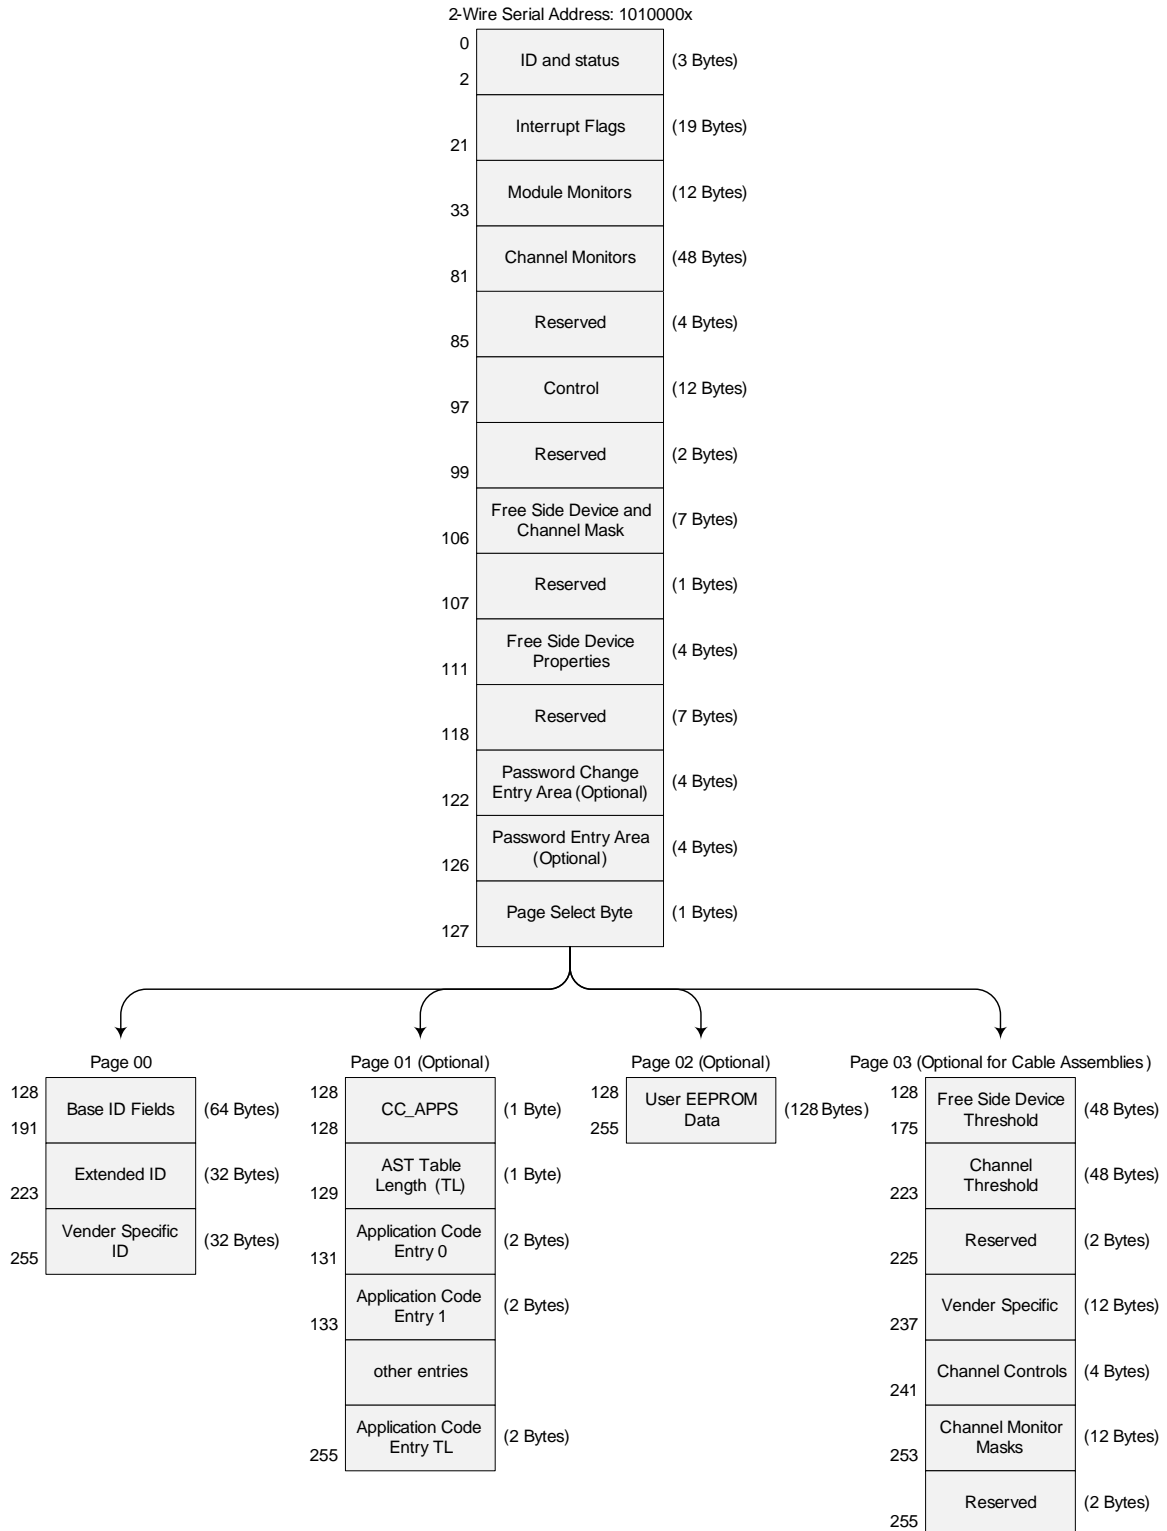 2-Wire Serial Address: 1010000x
0
2
ID and status
(3 Bytes)
21
Interrupt Flags
(19 Bytes)
33
Module Monitors
(12 Bytes)
81
Channel Monitors
(48 Bytes)
85
Reserved
(4 Bytes)
97
Control
(12 Bytes)
99
Reserved
(2 Bytes)
106
Free Side Device and
Channel Mask
(7 Bytes)
107
Reserved
(1 Bytes)
111
Free Side Device
Properties
(4 Bytes)
118
Reserved
(7 Bytes)
122
Password Change
Entry Area (Optional)
(4 Bytes)
126
Password Entry Area
(Optional)
(4 Bytes)
127
Page Select Byte
(1 Bytes)
Page 00
128
191
Base ID Fields
(64 Bytes)
223
Extended ID
(32 Bytes)
255
Vender Specific
ID
(32 Bytes)
Page 01 (Optional)
128
128
CC_APPS
(1 Byte)
129
AST Table
Length (TL)
(1 Byte)
131
Application Code
Entry 0
(2 Bytes)
133
Application Code
Entry 1
(2 Bytes)
other entries
255
Application Code
Entry TL
(2 Bytes)
Page 02 (Optional)
128
255
User EEPROM
Data
(128 Bytes)
Page 03 (Optional for Cable Assemblies)
128
175
Free Side Device
Threshold
(48 Bytes)
223
Channel
Threshold
(48 Bytes)
225
Reserved
(2 Bytes)
237
Vender Specific
(12 Bytes)
241
Channel Controls
(4 Bytes)
253
Channel Monitor
Masks
(12 Bytes)
255
Reserved
(2 Bytes)